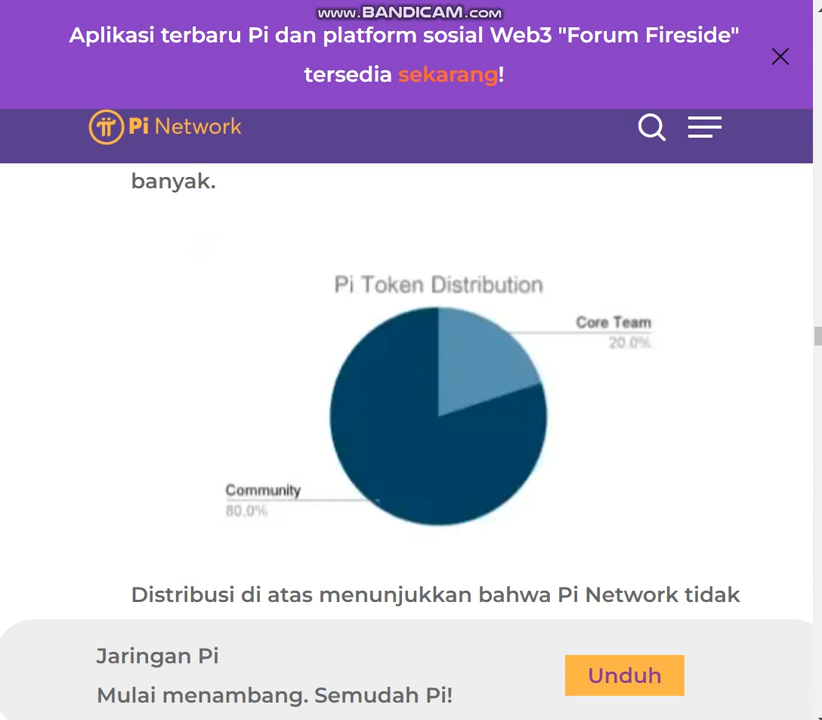 www.BANDICAM.com
Aplikasi terbaru Pi dan platform sosial Web3 "Forum Fireside"
tersedia sekarang!
Pi Network
banyak.
Pi Token Distribution
Core Team
20.0%
Community
80.0%
Distribusi di atas menunjukkan bahwa Pi Network tidak
Jaringan Pi
Mulai menambang. Semudah Pi!
Unduh